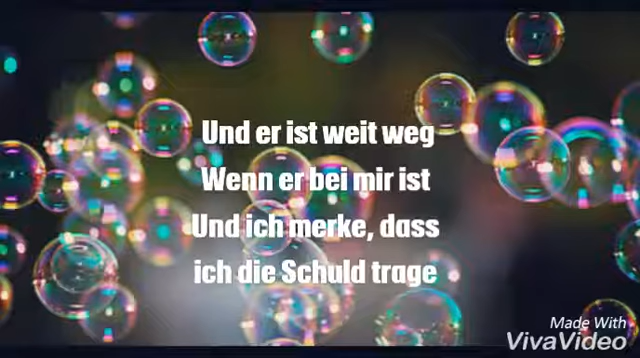 Und er ist weit weg
Wenn er bei mir ist
Und ich merke, dass
ich die Schuld trage
Made With
VivaVideo